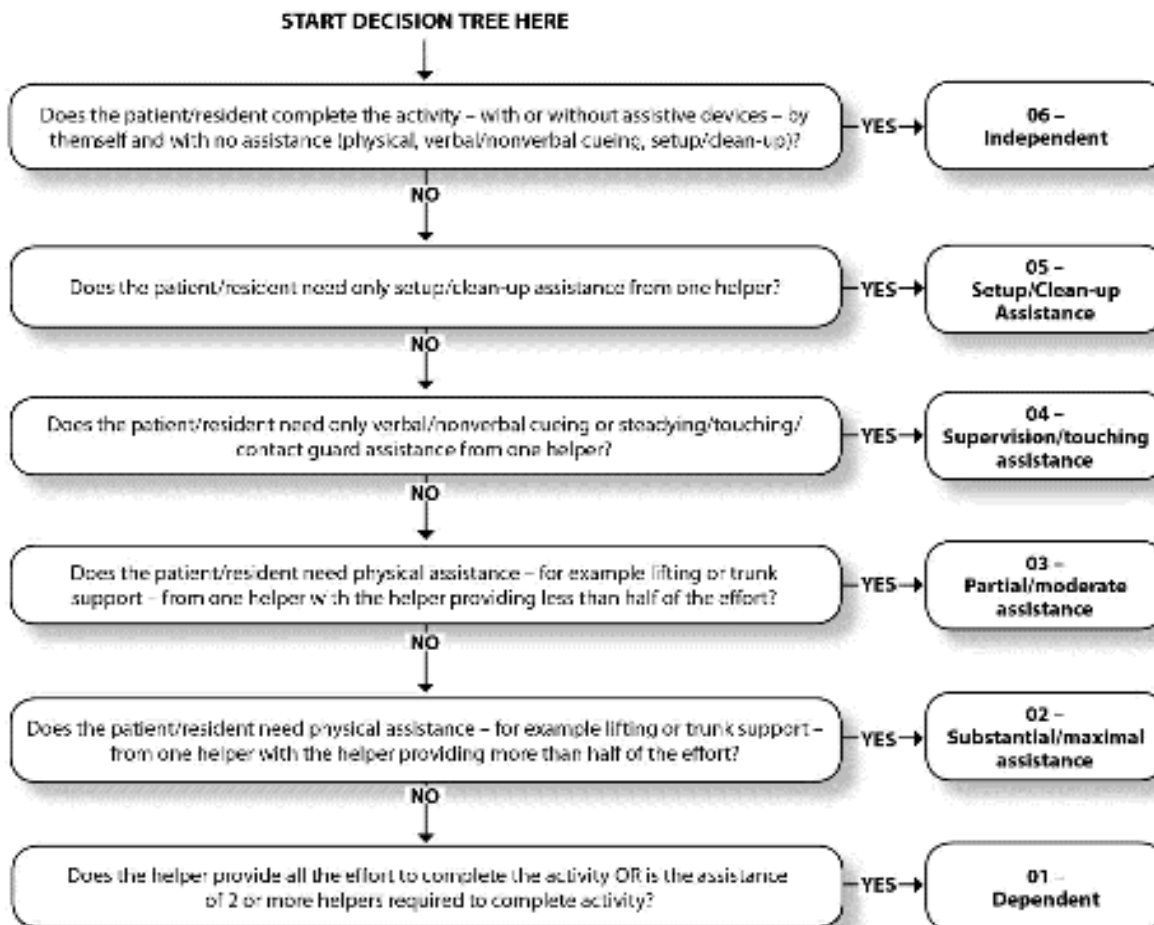 START DECISION TREE HERE
Does the patient/resident complete the activity – with or without assistive devices – by
themself and with no assistance (physical, verbal/nonverbal cueing, setup/clean-up)?
YES
06 –
Independent
NO
Does the patient/resident need only setup/clean-up assistance from one helper?
YES
05 –
Setup/Clean-up
Assistance
NO
Does the patient/resident need only verbal/nonverbal cueing or steadying/touching/
contact guard assistance from one helper?
YES
04 –
Supervision/touching
assistance
NO
Does the patient/resident need physical assistance – for example lifting or trunk
support – from one helper with the helper providing less than half of the effort?
YES
03 –
Partial/moderate
assistance
NO
Does the patient/resident need physical assistance – for example lifting or trunk support –
from one helper with the helper providing more than half of the effort?
YES
02 –
Substantial/maximal
assistance
NO
Does the helper provide all the effort to complete the activity OR is the assistance
of 2 or more helpers required to complete activity?
YES
01 –
Dependent